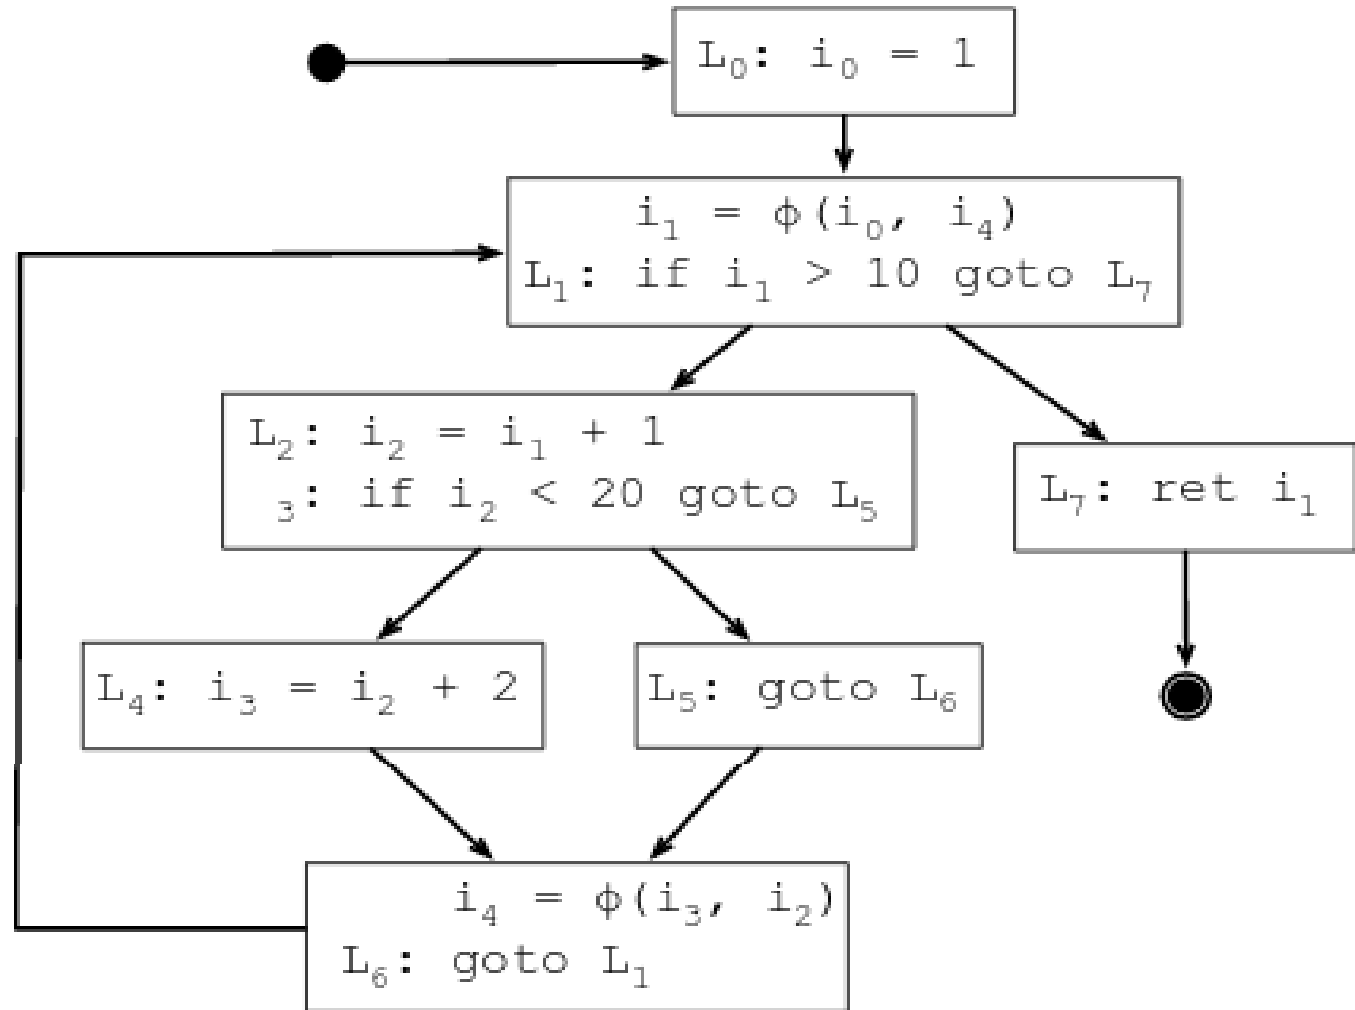 L₀: i₀ = 1
i₁ = ϕ(i₀, i₄)
L₁: if i₁ > 10 goto L₇
L₂: i₂ = i₁ + 1
₃: if i₂ < 20 goto L₅
L₇: ret i₁
L₄: i₃ = i₂ + 2
L₅: goto L₆
i₄ = ϕ(i₃, i₂)
L₆: goto L₁